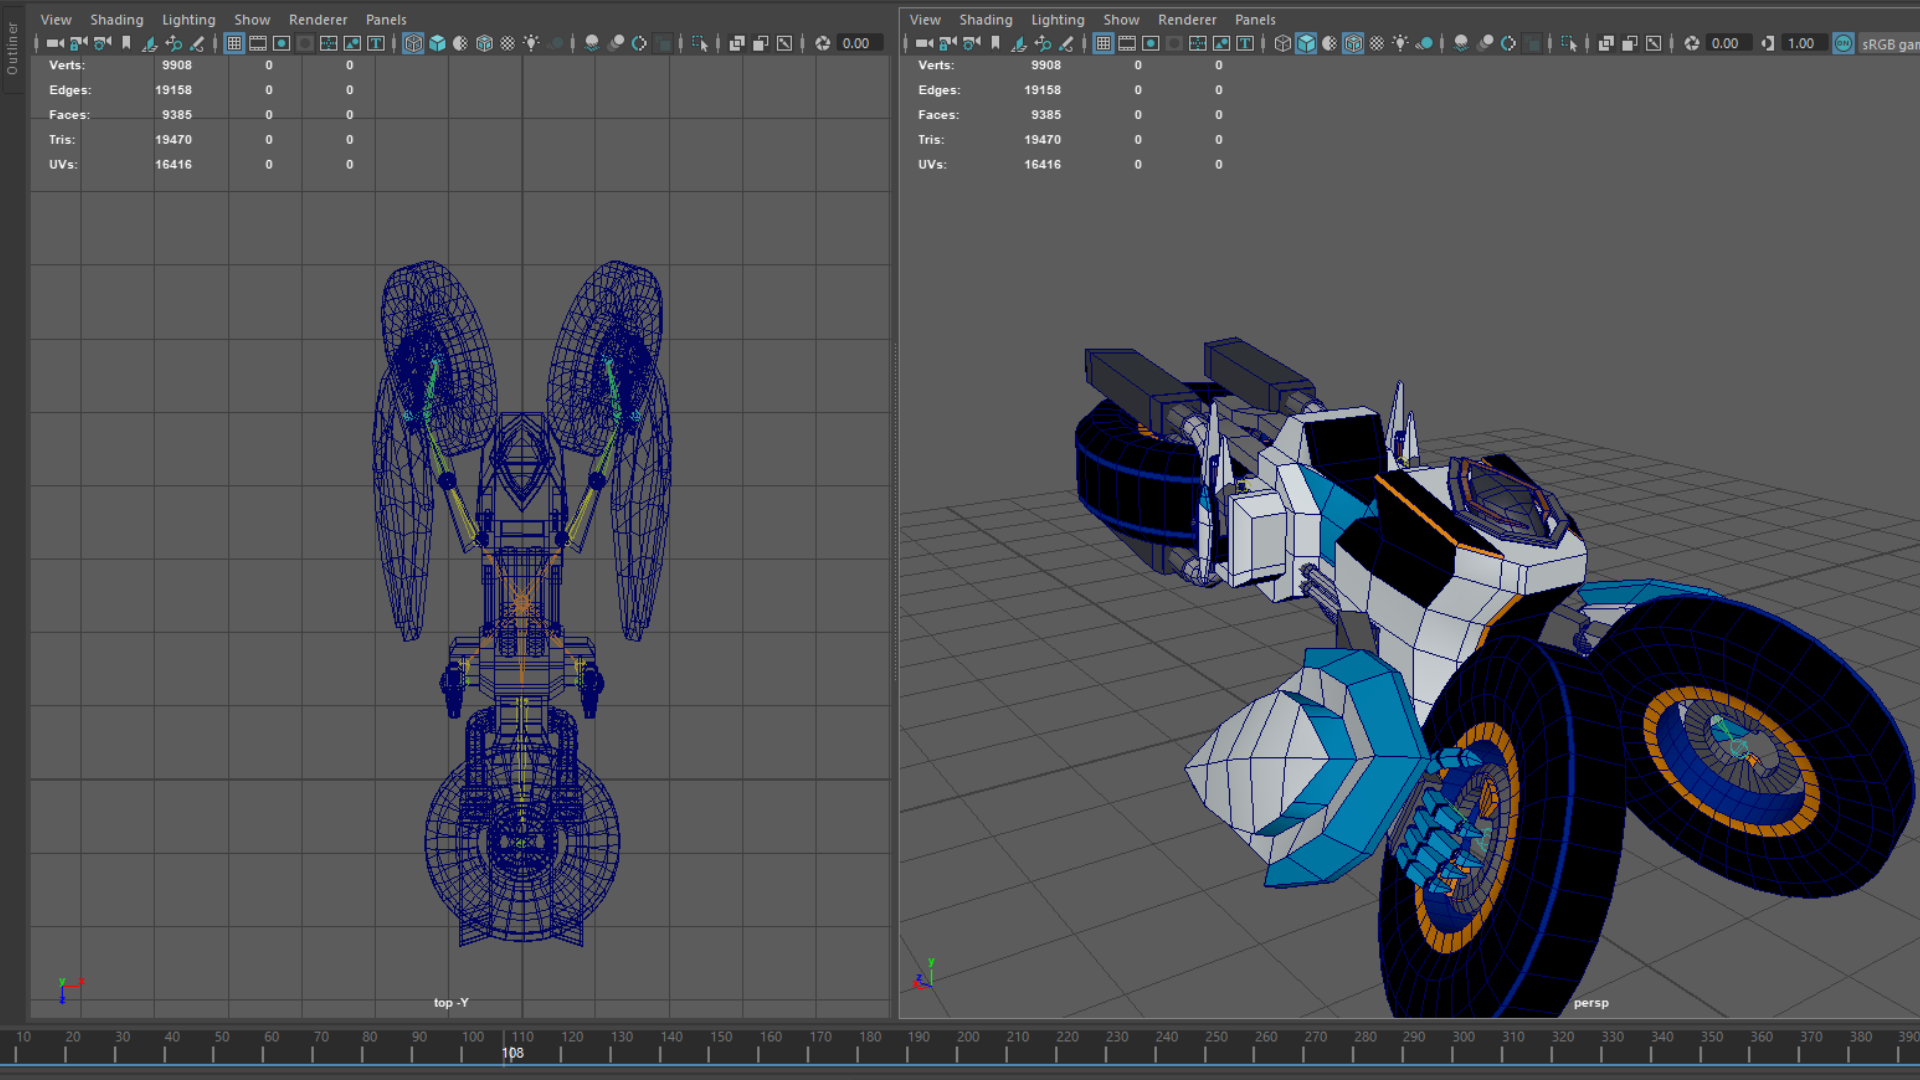 Outliner
View Shading Lighting Show Renderer Panels
0.00
Verts: 9908 0 0
Edges: 19158 0 0
Faces: 9385 0 0
Tris: 19470 0 0
UVs: 16416 0 0
y x
z
top -Y
View Shading Lighting Show Renderer Panels
0.00 1.00 ON sRGB gam
Verts: 9908 0 0
Edges: 19158 0 0
Faces: 9385 0 0
Tris: 19470 0 0
UVs: 16416 0 0
y
z
persp
10 20 30 40 50 60 70 80 90 100 110 120 130 140 150 160 170 180 190 200 210 220 230 240 250 260 270 280 290 300 310 320 330 340 350 360 370 380 390
108